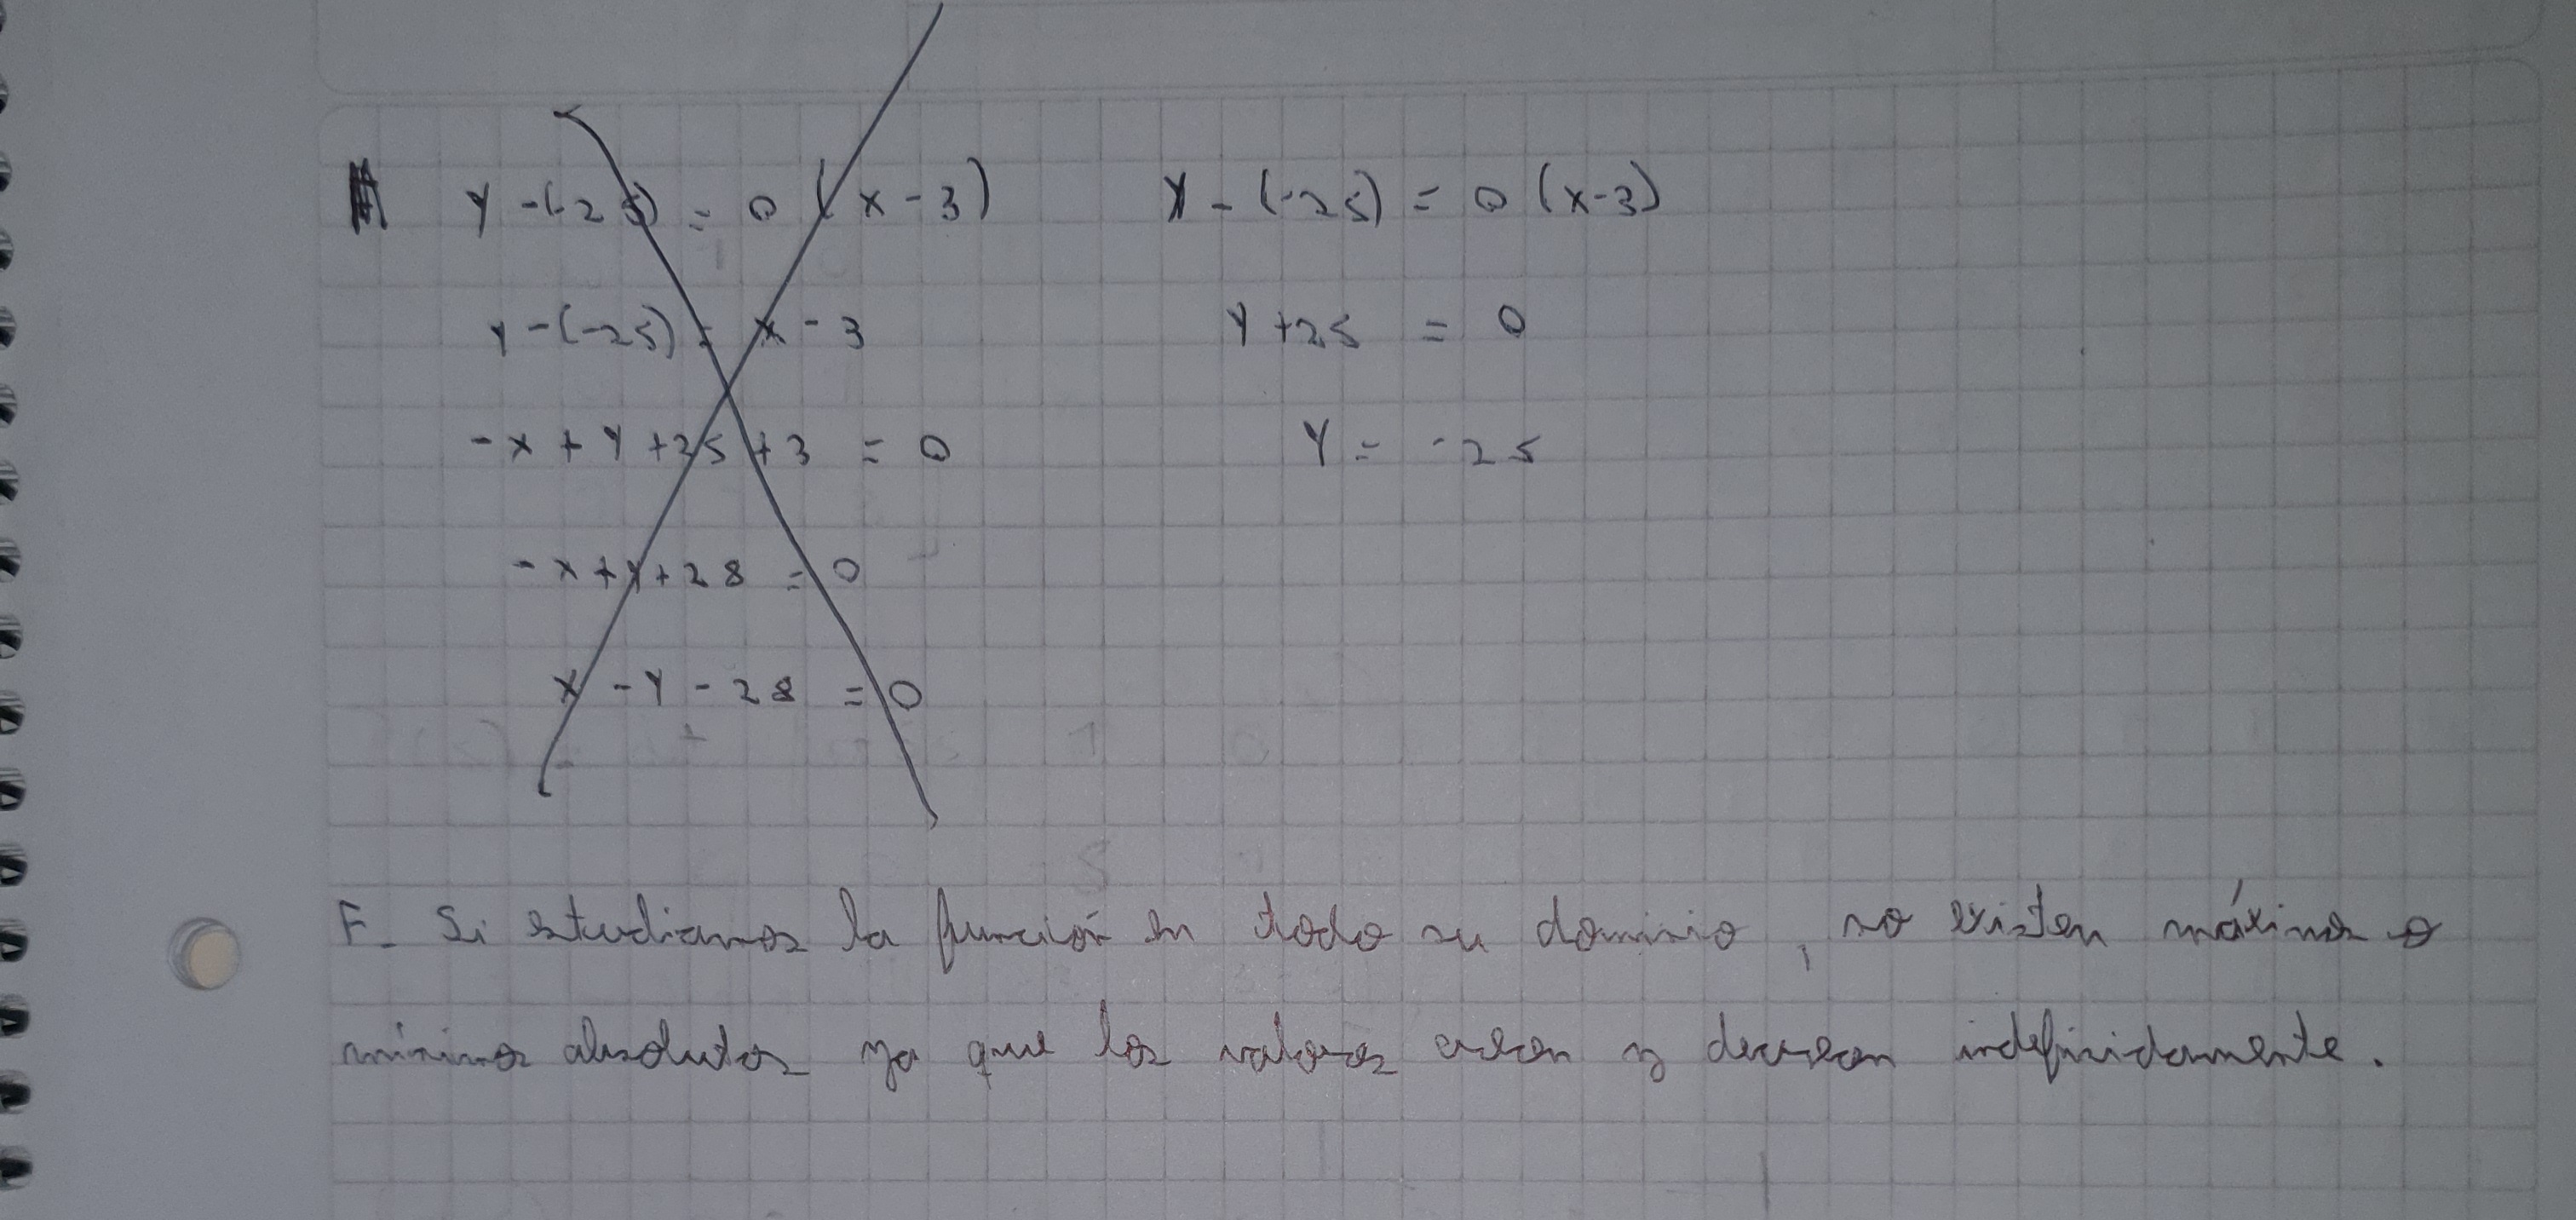 y -(-25) = 0 (x - 3)
y -(-25) = x - 3
-x + y +25 +3 = 0
-x + y + 28 = 0
x - y - 28 = 0
y - (-25) = 0 (x-3)
y +25 = 0
y = -25
F. Si estudiamos la función en todo su dominio, no existen máximos o
mínimos absolutos ya que los valores crecen y decrecen indefinidamente.